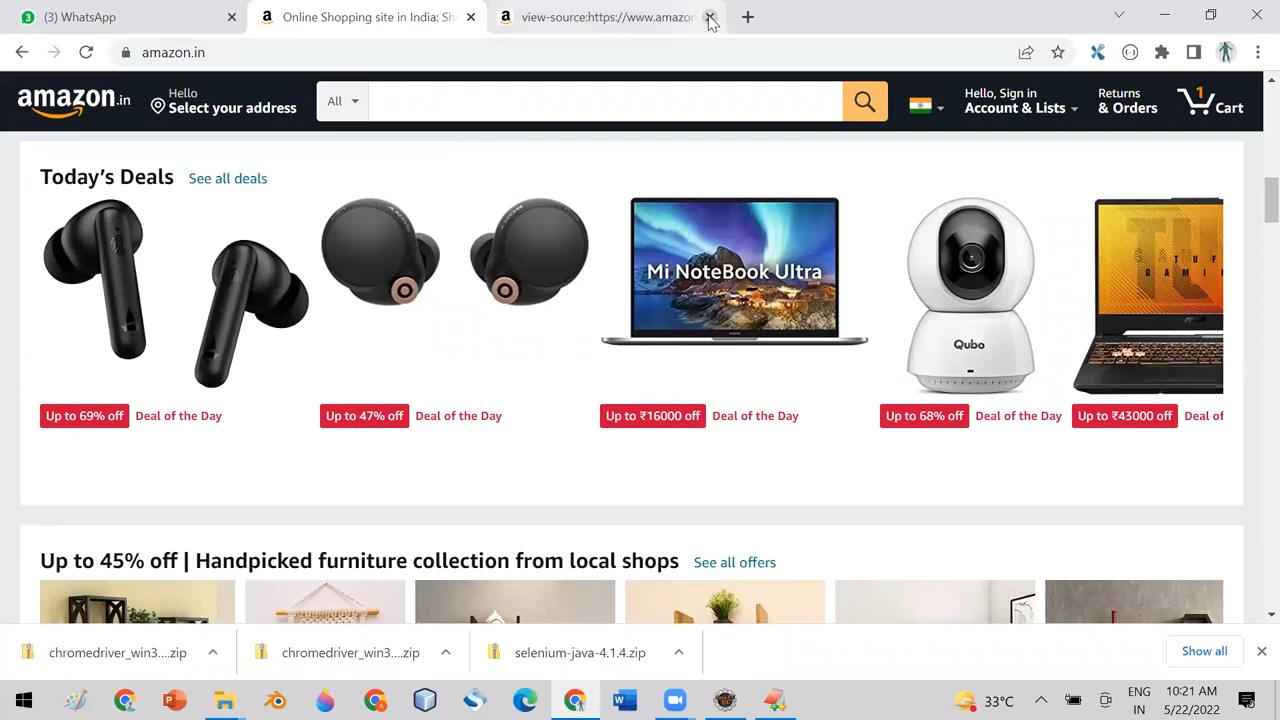 3 (3) WhatsApp
Online Shopping site in India: Sh
view-source:https://www.amazon
amazon.in
amazon.in
Hello
Select your address
All
Hello, Sign in
Account & Lists
Returns
& Orders
1
Cart
Today's Deals See all deals
Mi NoteBook Ultra
Qubo
Up to 69% off Deal of the Day
Up to 47% off Deal of the Day
Up to ₹16000 off Deal of the Day
Up to 68% off Deal of the Day
Up to ₹43000 off Deal of
Up to 45% off | Handpicked furniture collection from local shops See all offers
chromedriver_win3....zip
chromedriver_win3....zip
selenium-java-4.1.4.zip
Show all
33°C
ENG
IN
10:21 AM
5/22/2022